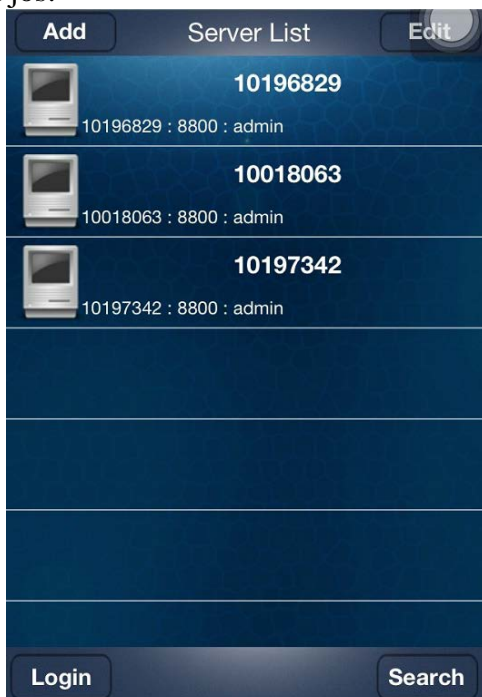 Add Server List Edit
10196829
10196829 : 8800 : admin
10018063
10018063 : 8800 : admin
10197342
10197342 : 8800 : admin
Login Search